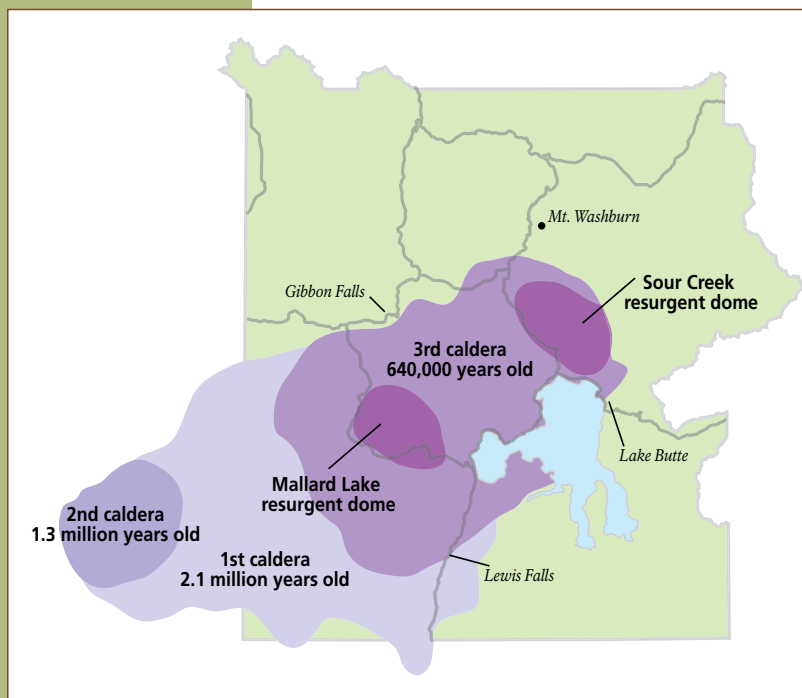 Mt. Washburn
Sour Creek
resurgent dome
Gibbon Falls
3rd caldera
640,000 years old
Lake Butte
Mallard Lake
resurgent dome
2nd caldera
1.3 million years old
1st caldera
2.1 million years old
Lewis Falls